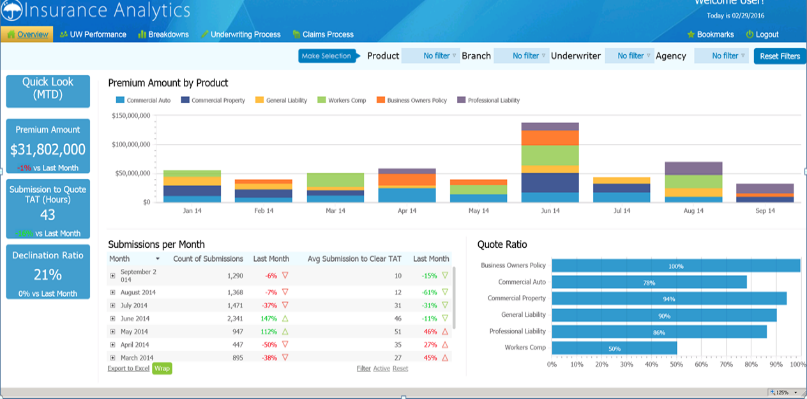 Insurance Analytics
Welcome User!
Today is 02/29/2016
Overview UW Performance Breakdowns Underwriting Process Claims Process Bookmarks Logout
Make Selection Product No filter Branch No filter Underwriter No filter Agency No filter Reset Filters
Quick Look
(MTD)
Premium Amount
$31,802,000
vs Last Month
Submission to Quote
TAT (Hours)
43
vs Last Month
Declination Ratio
21%
0% vs Last Month
Premium Amount by Product
Commercial Auto Commercial Property General Liability Workers Comp Business Owners Policy Professional Liability
$150,000,000
$100,000,000
$50,000,000
$0
Jan 14 Feb 14 Mar 14 Apr 14 May 14 Jun 14 Jul 14 Aug 14 Sep 14
Submissions per Month
Month Count of Submissions Last Month Avg Submission to Clear TAT Last Month
September 2
014 1,290 -6% 10 -15%
August 2014 1,368 -7% 12 -61%
July 2014 1,471 -37% 31 -31%
June 2014 2,341 147% 46 -11%
May 2014 947 112% 51 46%
April 2014 447 -50% 35 27%
March 2014 895 -38% 27 45%
Export to Excel Wrap Filter Active Reset
Quote Ratio
Business Owners Policy 100%
Commercial Auto 78%
Commercial Property 94%
General Liability 90%
Professional Liability 86%
Workers Comp 50%
0% 10% 20% 30% 40% 50% 60% 70% 80% 90% 100%
125%